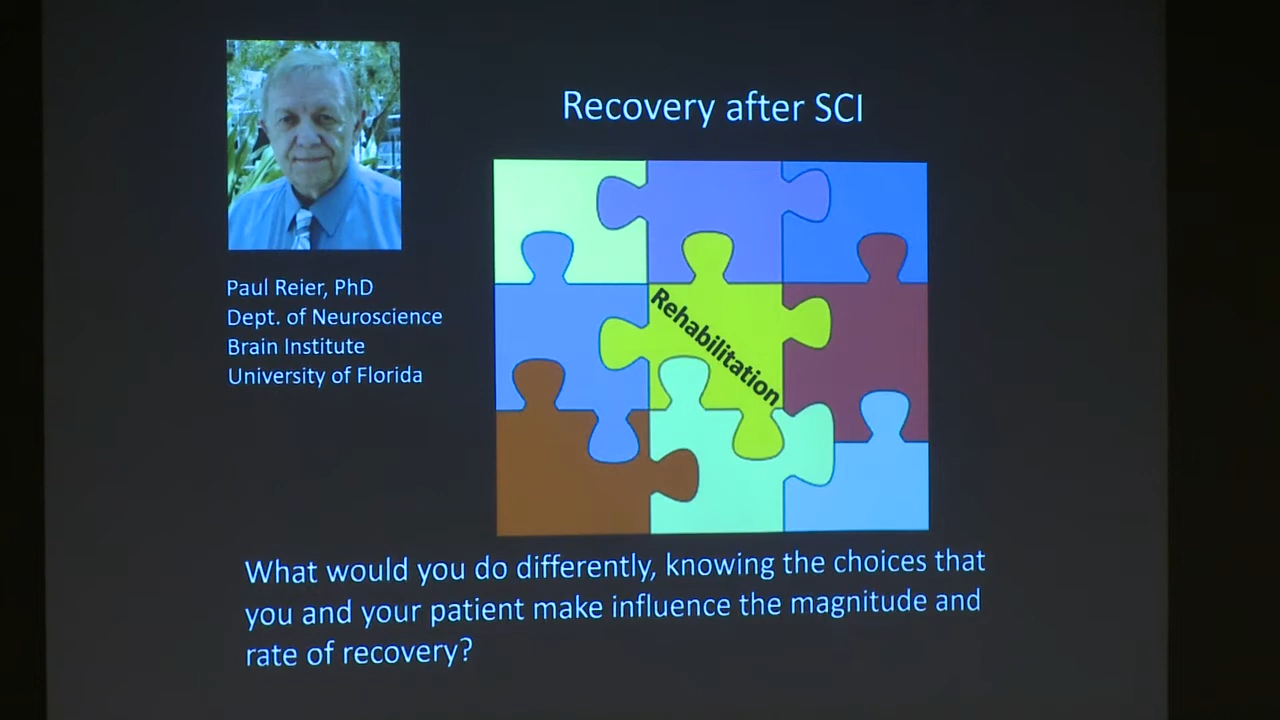 Recovery after SCI
Paul Reier, PhD
Dept. of Neuroscience
Brain Institute
University of Florida
Rehabilitation
What would you do differently, knowing the choices that
you and your patient make influence the magnitude and
rate of recovery?